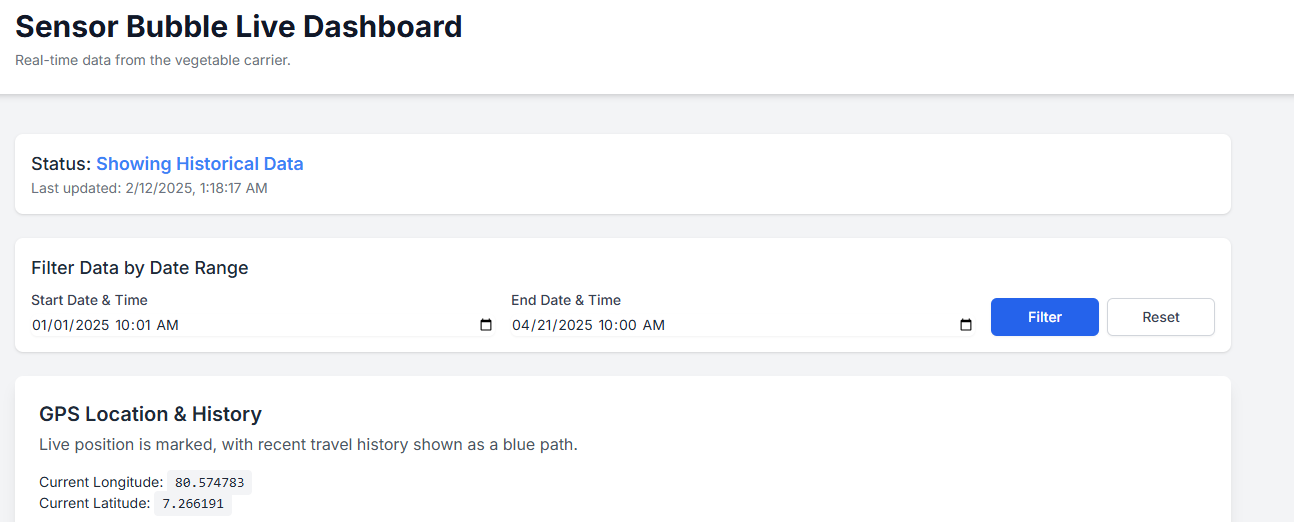 Sensor Bubble Live Dashboard
Real-time data from the vegetable carrier.
Status: Showing Historical Data
Last updated: 2/12/2025, 1:18:17 AM
Filter Data by Date Range
Start Date & Time
End Date & Time
01/01/2025 10:01 AM
04/21/2025 10:00 AM
Filter
Reset
GPS Location & History
Live position is marked, with recent travel history shown as a blue path.
Current Longitude: 80.574783
Current Latitude: 7.266191